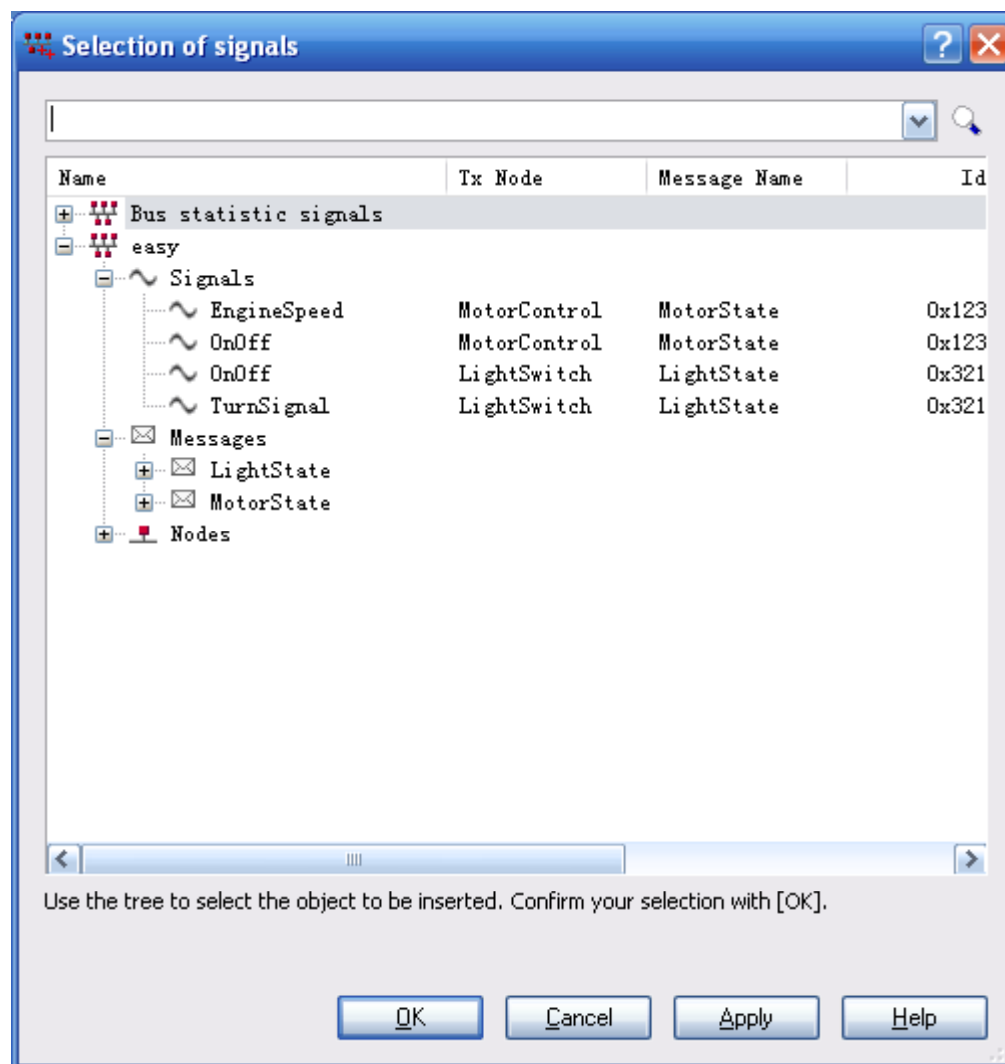 Selection of signals
Name Tx Node Message Name Id
Bus statistic signals
easy
Signals
EngineSpeed MotorControl MotorState 0x123
OnOff MotorControl MotorState 0x123
OnOff LightSwitch LightState 0x321
TurnSignal LightSwitch LightState 0x321
Messages
LightState
MotorState
Nodes
Use the tree to select the object to be inserted. Confirm your selection with [OK].
OK Cancel Apply Help